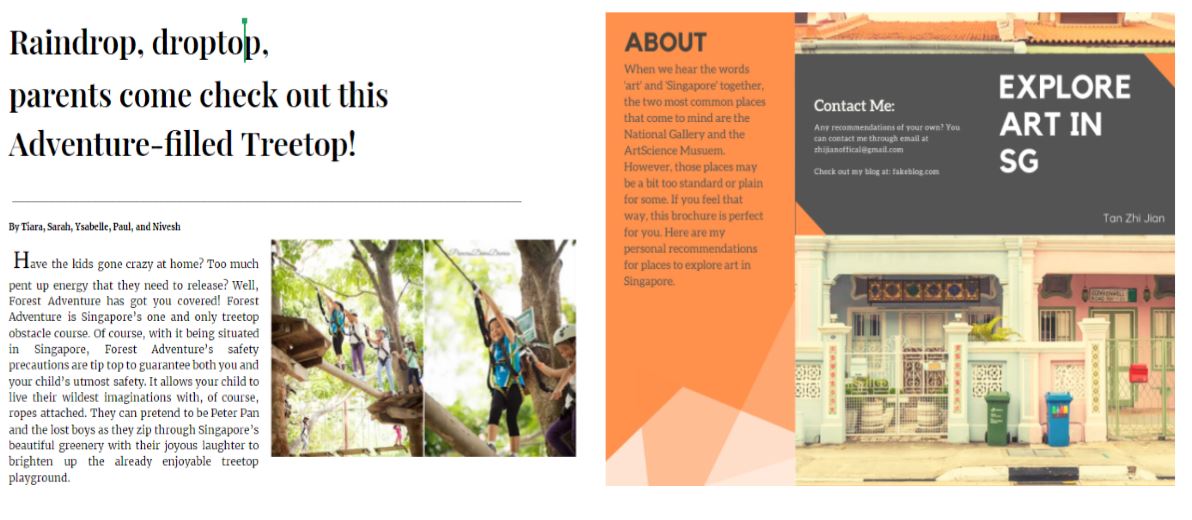 Raindrop, droptop,
parents come check out this
Adventure-filled Treetop!
By Tiara, Sarah, Ysabelle, Paul, and Nivesh
Have the kids gone crazy at home? Too much
pent up energy that they need to release? Well,
Forest Adventure has got you covered! Forest
Adventure is Singapore's one and only treetop
obstacle course. Of course, with it being situated
in Singapore, Forest Adventure's safety
precautions are tip top to guarantee both you and
your child's utmost safety. It allows your child to
live their wildest imaginations with, of course,
ropes attached. They can pretend to be Peter Pan
and the lost boys as they zip through Singapore's
beautiful greenery with their joyous laughter to
brighten up the already enjoyable treetop
playground.
ABOUT
When we hear the words
'art' and 'Singapore' together,
the two most common places
that come to mind are the
National Gallery and the
ArtScience Musuem.
However, those places may
be a bit too standard or plain
for some. If you feel that
way, this brochure is perfect
for you. Here are my
personal recommendations
for places to explore art in
Singapore.
Contact Me:
Any recommendations of your own? You
can contact me through email at
zhijianoffical@gmail.com
Check out my blog at: fakeblog.com
EXPLORE
ART IN
SG
Tan Zhi Jian